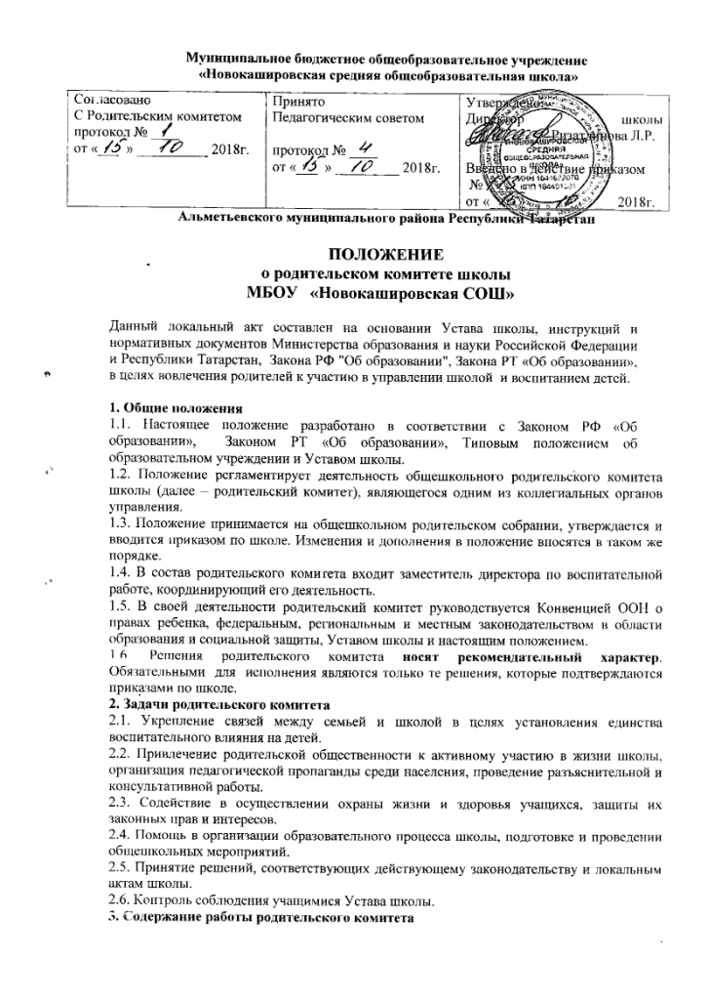 Муниципальное бюджетное общеобразовательное учреждение
«Новокашировская средняя общеобразовательная школа»
Согласовано
С Родительским комитетом
протокол № 1
от « 15 » 10 2018г.
Принято
Педагогическим советом
протокол № 4
от « 15 » 10 2018г.
Утверждено
Директор школы
Ризатдинова Л.Р.
Введено в действие приказом
№
от « 15 » 2018г.
НОВОКАШИРОВСКАЯ
СРЕДНЯЯ
ОБЩЕОБРАЗОВАТЕЛЬНАЯ
ШКОЛА»
Альметьевского муниципального района Республики Татарстан
ПОЛОЖЕНИЕ
о родительском комитете школы
МБОУ «Новокашировская СОШ»
Данный локальный акт составлен на основании Устава школы, инструкций и
нормативных документов Министерства образования и науки Российской Федерации
и Республики Татарстан, Закона РФ "Об образовании", Закона РТ «Об образовании»,
в целях вовлечения родителей к участию в управлении школой и воспитанием детей.
1. Общие положения
1.1. Настоящее положение разработано в соответствии с Законом РФ «Об
образовании», Законом РТ «Об образовании», Типовым положением об
образовательном учреждении и Уставом школы.
1.2. Положение регламентирует деятельность общешкольного родительского комитета
школы (далее – родительский комитет), являющегося одним из коллегиальных органов
управления.
1.3. Положение принимается на общешкольном родительском собрании, утверждается и
вводится приказом по школе. Изменения и дополнения в положение вносятся в таком же
порядке.
1.4. В состав родительского комитета входит заместитель директора по воспитательной
работе, координирующий его деятельность.
1.5. В своей деятельности родительский комитет руководствуется Конвенцией ООН о
правах ребенка, федеральным, региональным и местным законодательством в области
образования и социальной защиты, Уставом школы и настоящим положением.
1.6 Решения родительского комитета носят рекомендательный характер.
Обязательными для исполнения являются только те решения, которые подтверждаются
приказами по школе.
2. Задачи родительского комитета
2.1. Укрепление связей между семьей и школой в целях установления единства
воспитательного влияния на детей.
2.2. Привлечение родительской общественности к активному участию в жизни школы,
организация педагогической пропаганды среди населения, проведение разъяснительной и
консультативной работы.
2.3. Содействие в осуществлении охраны жизни и здоровья учащихся, защиты их
законных прав и интересов.
2.4. Помощь в организации образовательного процесса школы, подготовке и проведении
общешкольных мероприятий.
2.5. Принятие решений, соответствующих действующему законодательству и локальным
актам школы.
2.6. Контроль соблюдения учащимися Устава школы.
3. Содержание работы родительского комитета